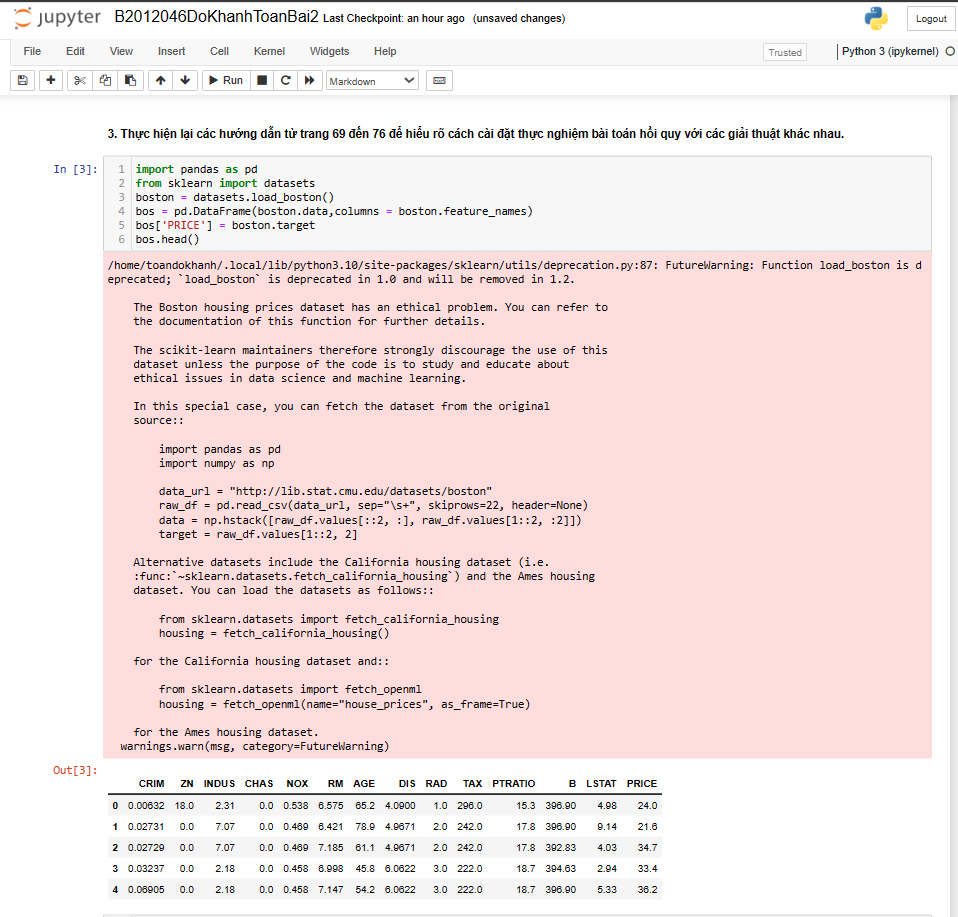 jupyter B2012046DoKhanhToanBai2 Last Checkpoint: an hour ago (unsaved changes) Logout
File Edit View Insert Cell Kernel Widgets Help Trusted Python 3 (ipykernel)
Run Markdown
3. Thực hiện lại các hướng dẫn từ trang 69 đến 76 để hiểu rõ cách cài đặt thực nghiệm bài toán hồi quy với các giải thuật khác nhau.
In [3]: 1 import pandas as pd
2 from sklearn import datasets
3 boston = datasets.load_boston()
4 bos = pd.DataFrame(boston.data,columns = boston.feature_names)
5 bos['PRICE'] = boston.target
6 bos.head()
/home/toandokhanh/.local/lib/python3.10/site-packages/sklearn/utils/deprecation.py:87: FutureWarning: Function load_boston is d
eprecated; `load_boston` is deprecated in 1.0 and will be removed in 1.2.
The Boston housing prices dataset has an ethical problem. You can refer to
the documentation of this function for further details.
The scikit-learn maintainers therefore strongly discourage the use of this
dataset unless the purpose of the code is to study and educate about
ethical issues in data science and machine learning.
In this special case, you can fetch the dataset from the original
source::
import pandas as pd
import numpy as np
data_url = "http://lib.stat.cmu.edu/datasets/boston"
raw_df = pd.read_csv(data_url, sep="\s+", skiprows=22, header=None)
data = np.hstack([raw_df.values[::2, :], raw_df.values[1::2, :2]])
target = raw_df.values[1::2, 2]
Alternative datasets include the California housing dataset (i.e.
:func:`~sklearn.datasets.fetch_california_housing`) and the Ames housing
dataset. You can load the datasets as follows::
from sklearn.datasets import fetch_california_housing
housing = fetch_california_housing()
for the California housing dataset and::
from sklearn.datasets import fetch_openml
housing = fetch_openml(name="house_prices", as_frame=True)
for the Ames housing dataset.
warnings.warn(msg, category=FutureWarning)
Out[3]:
CRIM ZN INDUS CHAS NOX RM AGE DIS RAD TAX PTRATIO B LSTAT PRICE
0 0.00632 18.0 2.31 0.0 0.538 6.575 65.2 4.0900 1.0 296.0 15.3 396.90 4.98 24.0
1 0.02731 0.0 7.07 0.0 0.469 6.421 78.9 4.9671 2.0 242.0 17.8 396.90 9.14 21.6
2 0.02729 0.0 7.07 0.0 0.469 7.185 61.1 4.9671 2.0 242.0 17.8 392.83 4.03 34.7
3 0.03237 0.0 2.18 0.0 0.458 6.998 45.8 6.0622 3.0 222.0 18.7 394.63 2.94 33.4
4 0.06905 0.0 2.18 0.0 0.458 7.147 54.2 6.0622 3.0 222.0 18.7 396.90 5.33 36.2